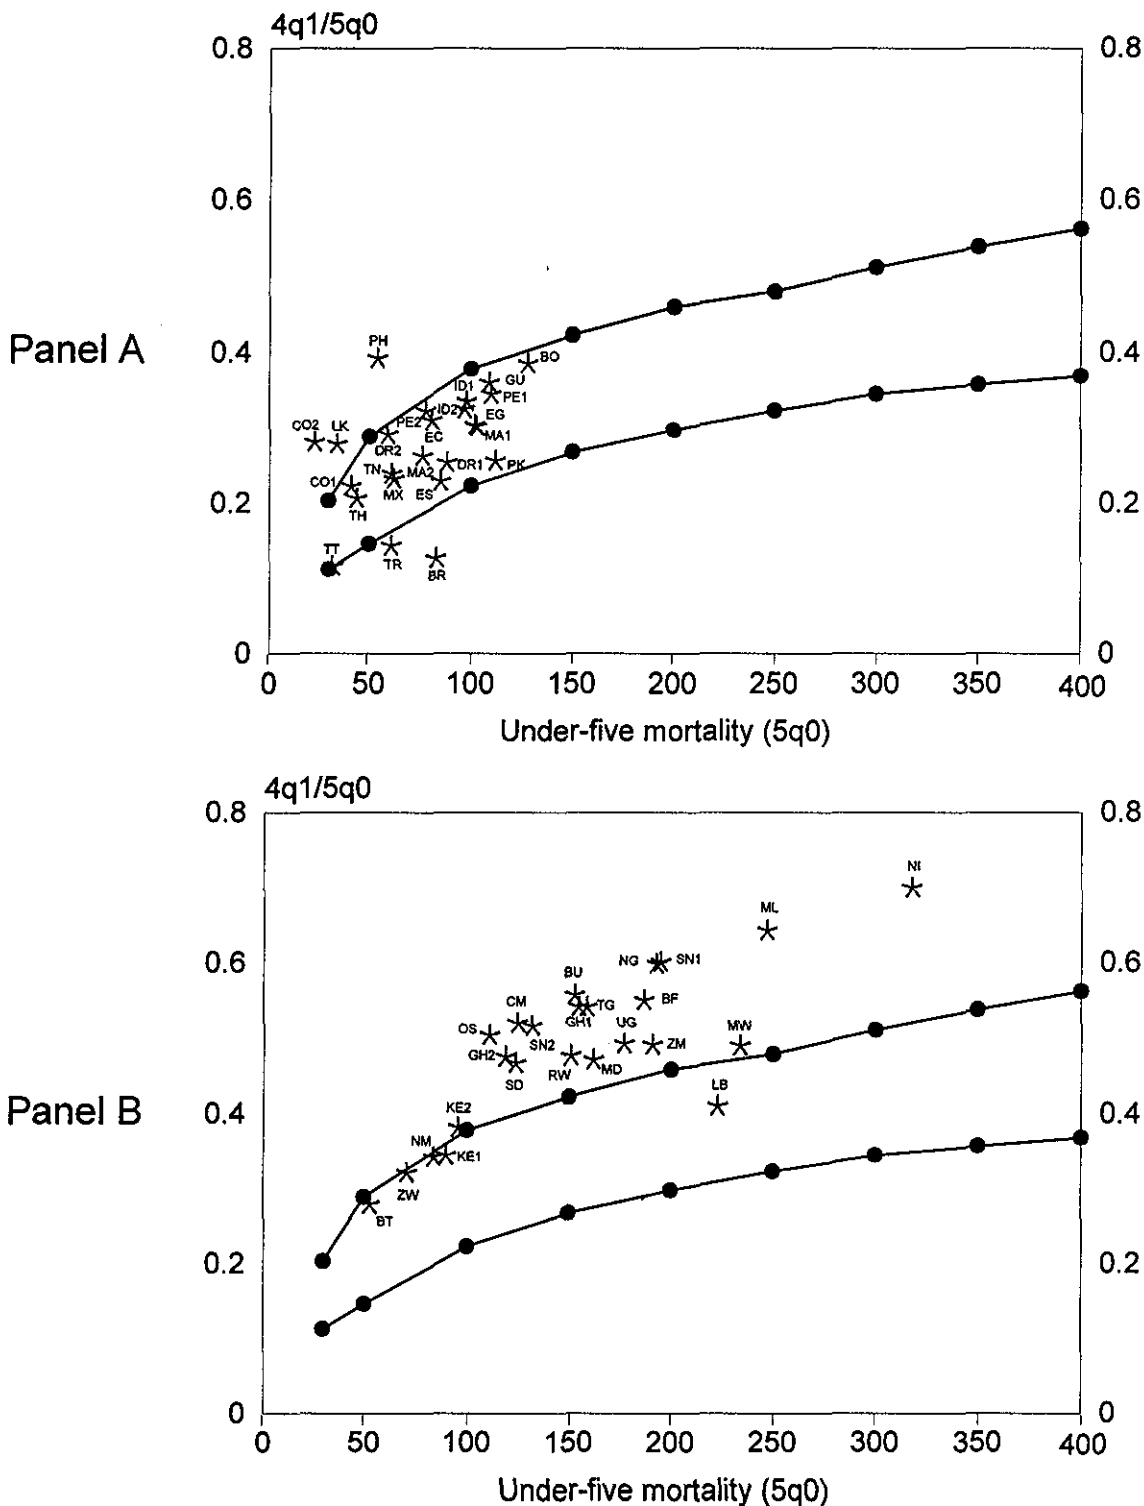 4q1/5q0
0.8 0.8
0.6 0.6
Panel A
0.4 0.4
PH
BO
ID1
GU
ID2
PE1
CO2
LK
PE2
EG
DR2
EC
MA1
TN
MA2
DR1
PK
CO1
MX
ES
TH
0.2 0.2
TT
TR
BR
0 0
0 50 100 150 200 250 300 350 400
Under-five mortality (5q0)
4q1/5q0
0.8 0.8
NI
ML
0.6 0.6
NG
SN1
BU
CM
TG
BF
GH1
OS
SN2
UG
ZM
MW
GH2
SD
RW
MD
LB
Panel B
0.4 0.4
KE2
NM
KE1
ZW
BT
0.2 0.2
0 0
0 50 100 150 200 250 300 350 400
Under-five mortality (5q0)